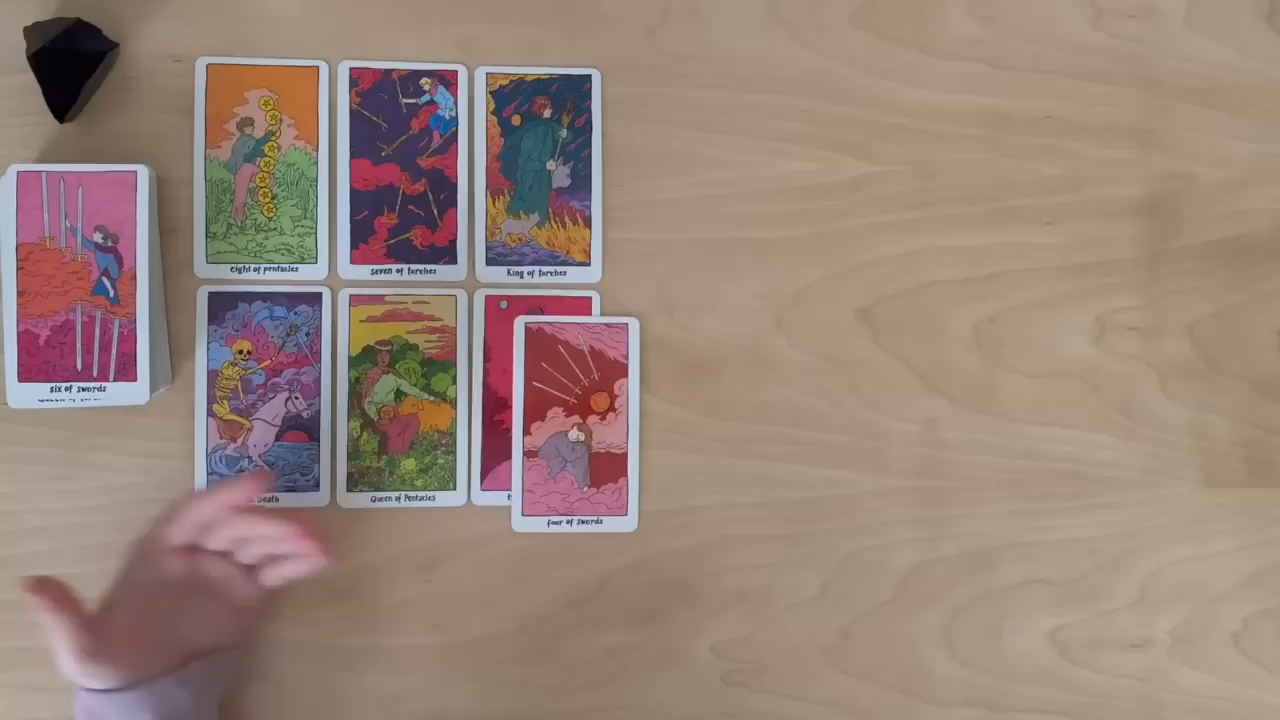 eight of pentacles
seven of torches
King of torches
six of swords
Death
Queen of Pentacles
four of swords